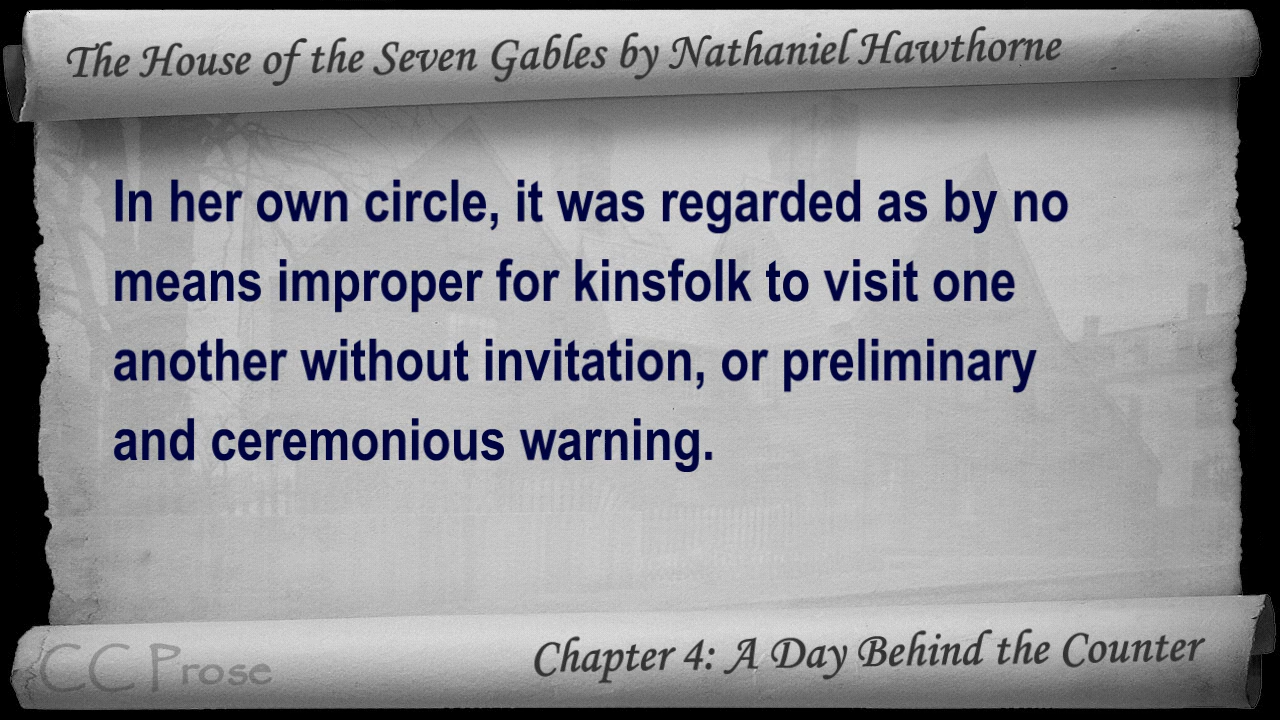 The House of the Seven Gables by Nathaniel Hawthorne
In her own circle, it was regarded as by no
means improper for kinsfolk to visit one
another without invitation, or preliminary
and ceremonious warning.
CC Prose
Chapter 4: A Day Behind the Counter